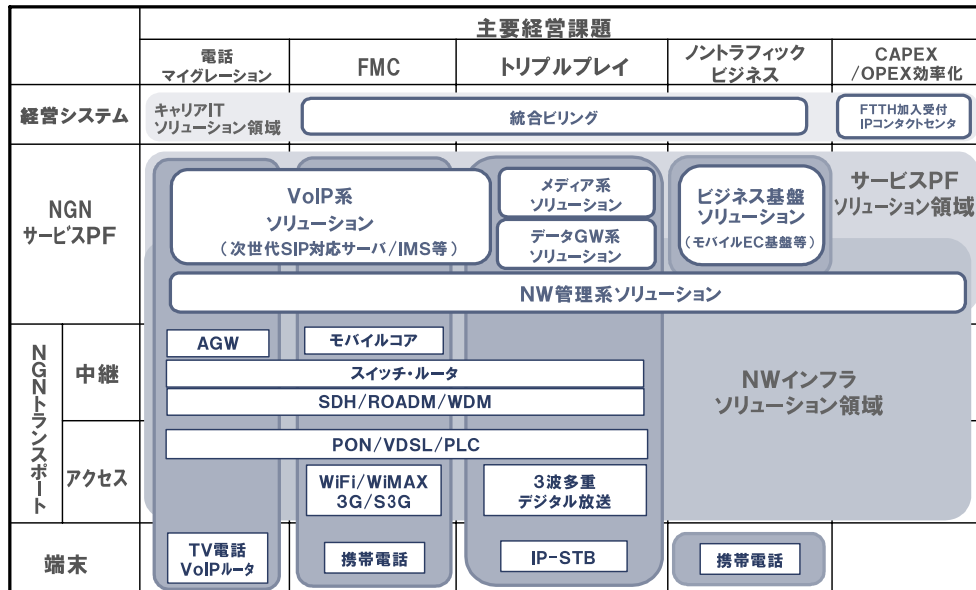 主要経営課題
電話
マイグレーション
FMC
トリプルプレイ
ノントラフィック
ビジネス
CAPEX
/OPEX効率化
経営システム
キャリアIT
ソリューション領域
統合ビリング
FTTH加入受付
IPコンタクトセンタ
NGN
サービスPF
VoIP系
ソリューション
(次世代SIP対応サーバ/IMS等)
メディア系
ソリューション
データGW系
ソリューション
ビジネス基盤
ソリューション
(モバイルEC基盤等)
サービスPF
ソリューション領域
NW管理系ソリューション
NGNトランスポート
中継
AGW
モバイルコア
スイッチ・ルータ
SDH/ROADM/WDM
NWインフラ
ソリューション領域
アクセス
PON/VDSL/PLC
WiFi/WiMAX
3G/S3G
3波多重
デジタル放送
端末
TV電話
VoIPルータ
携帯電話
IP-STB
携帯電話